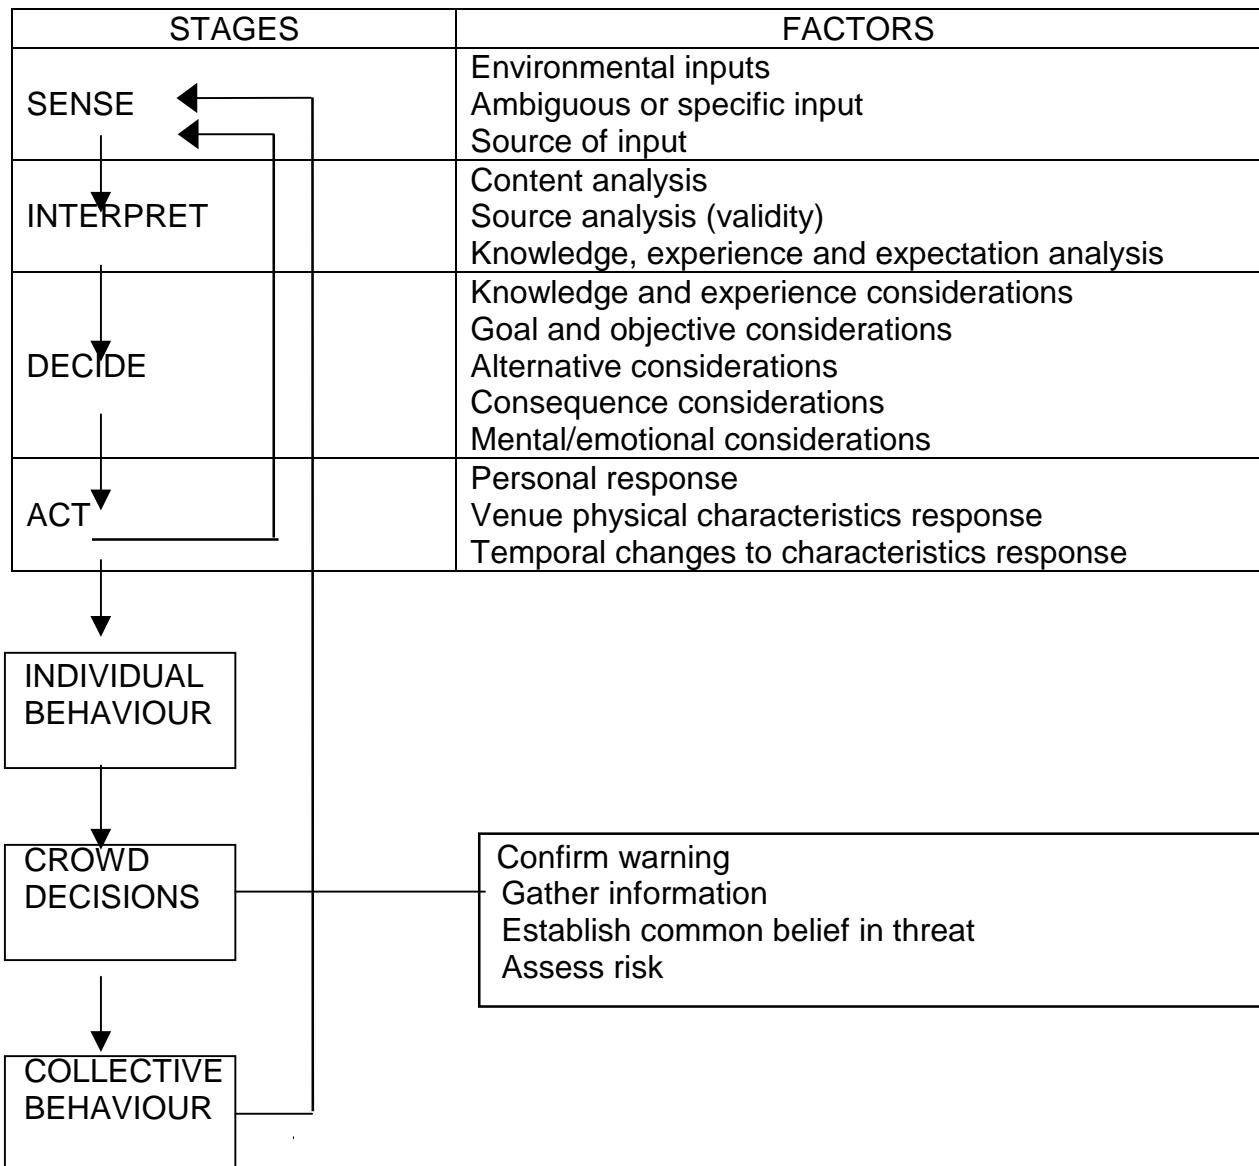 STAGES
FACTORS
SENSE
Environmental inputs
Ambiguous or specific input
Source of input
INTERPRET
Content analysis
Source analysis (validity)
Knowledge, experience and expectation analysis
DECIDE
Knowledge and experience considerations
Goal and objective considerations
Alternative considerations
Consequence considerations
Mental/emotional considerations
ACT
Personal response
Venue physical characteristics response
Temporal changes to characteristics response
INDIVIDUAL
BEHAVIOUR
CROWD
DECISIONS
Confirm warning
Gather information
Establish common belief in threat
Assess risk
COLLECTIVE
BEHAVIOUR